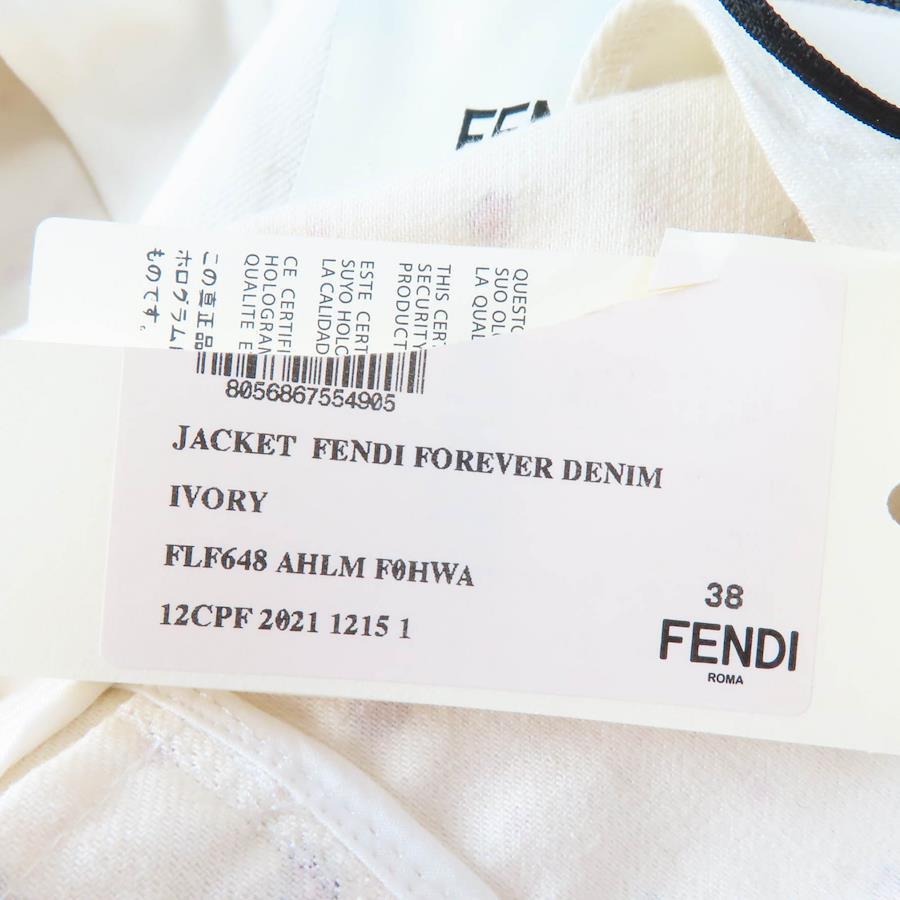 この真正品
ホログラム
ものです。
CE CERTIFI
HOLOGRAM
QUALITE E
ESTE CERT
SUYO HOLO
LA CALIDAD
THIS CER
SECURITY
PRODUCT
QUESTO
SUO OL
LA QUAL
8056867554905
JACKET FENDI FOREVER DENIM
IVORY
FLF648 AHLM F0HWA
12CPF 2021 1215 1
38
FENDI
ROMA